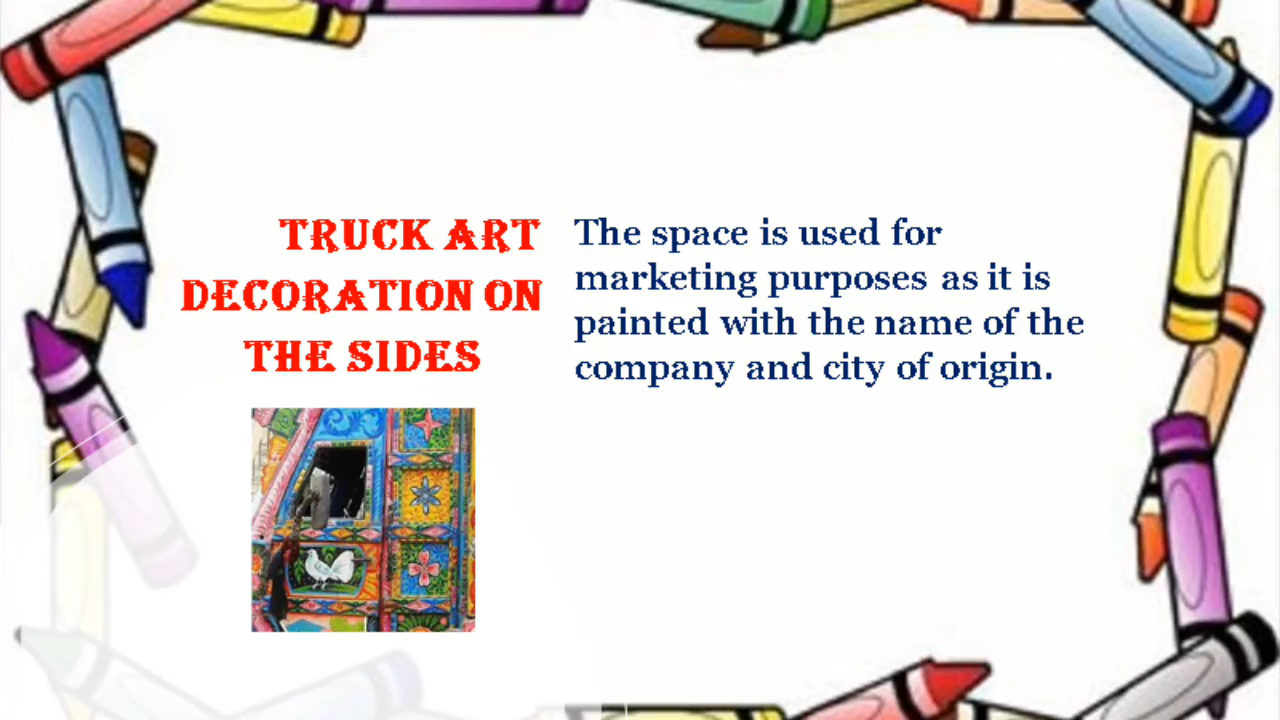 TRUCK ART
DECORATION ON
THE SIDES
The space is used for
marketing purposes as it is
painted with the name of the
company and city of origin.